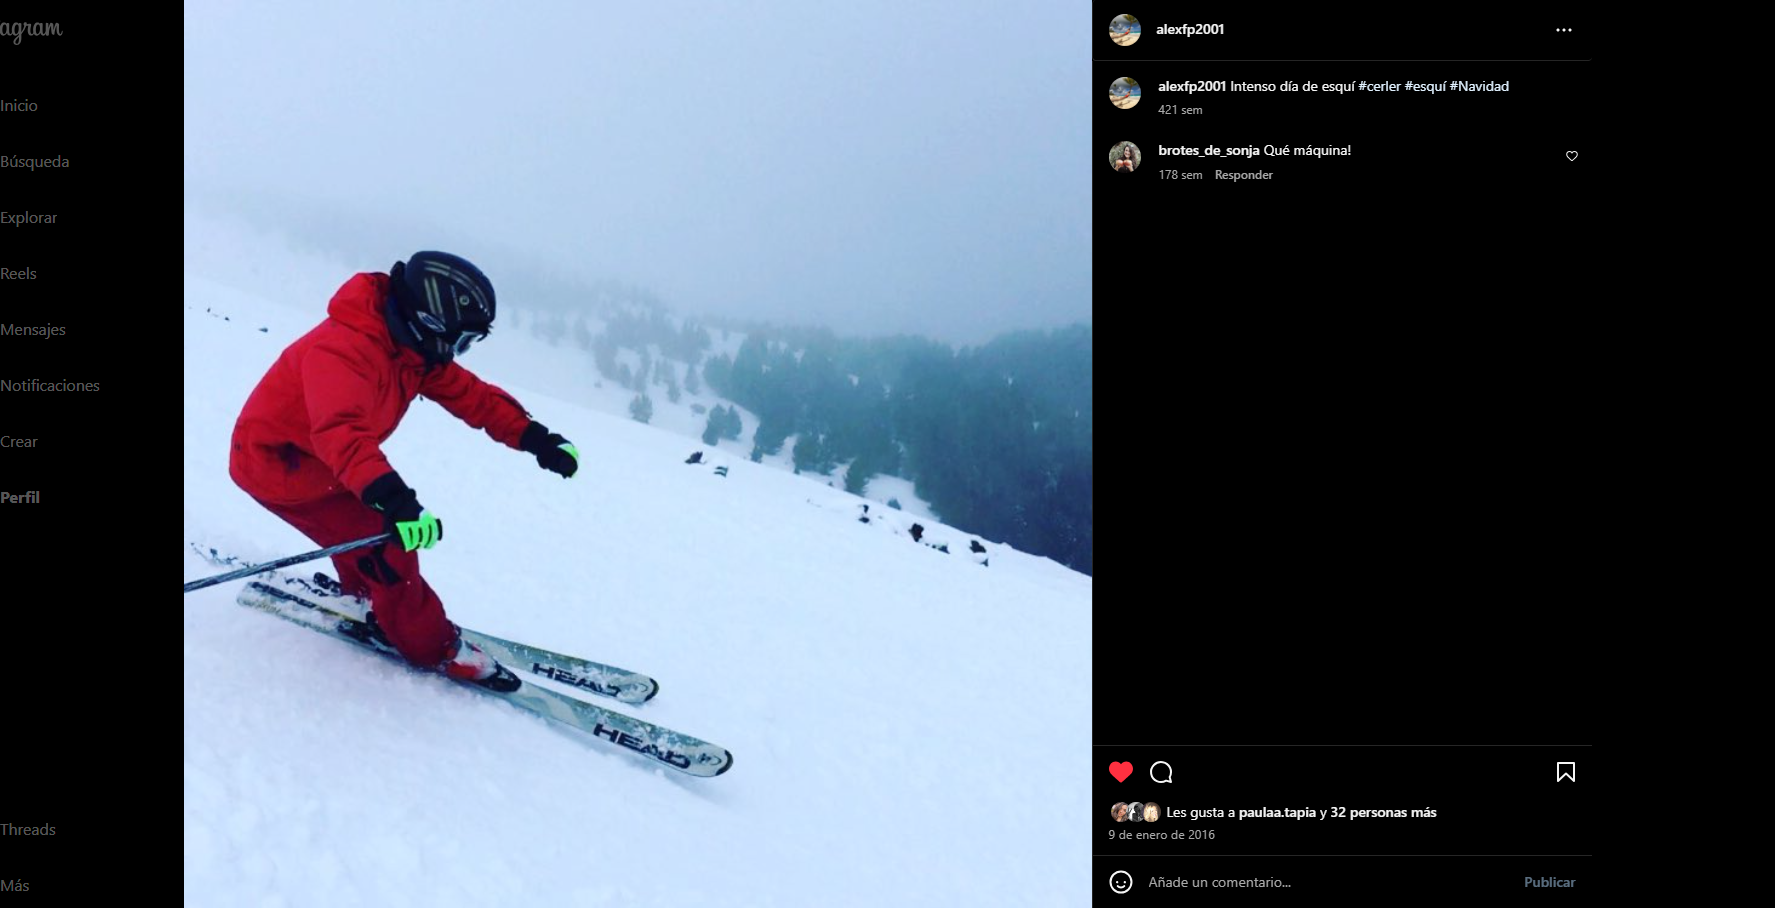 agram
Inicio
Búsqueda
Explorar
Reels
Mensajes
Notificaciones
Crear
Perfil
Threads
Más
HEAD
HEAD
alexfp2001
alexfp2001 Intenso día de esquí #cerler #esquí #Navidad
421 sem
brotes_de_sonja Qué máquina!
178 sem Responder
Les gusta a paulaa.tapia y 32 personas más
9 de enero de 2016
Añade un comentario...
Publicar